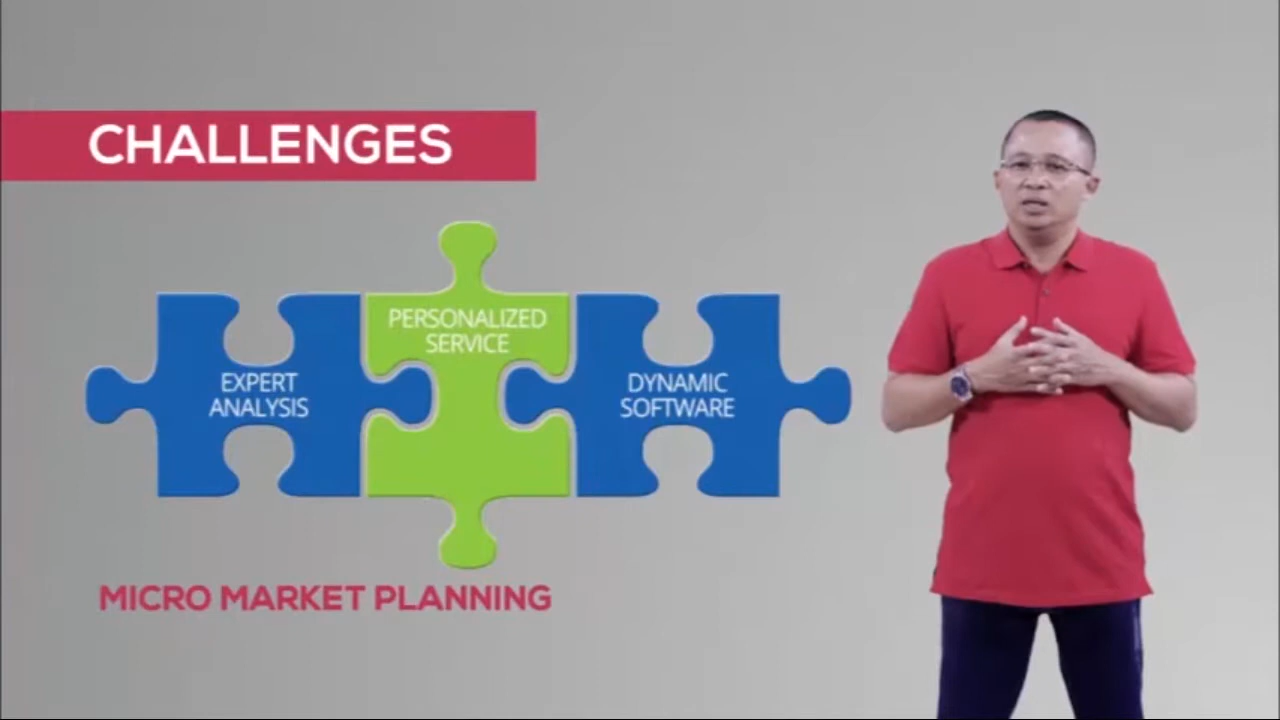 CHALLENGES
PERSONALIZED
SERVICE
EXPERT
ANALYSIS
DYNAMIC
SOFTWARE
MICRO MARKET PLANNING